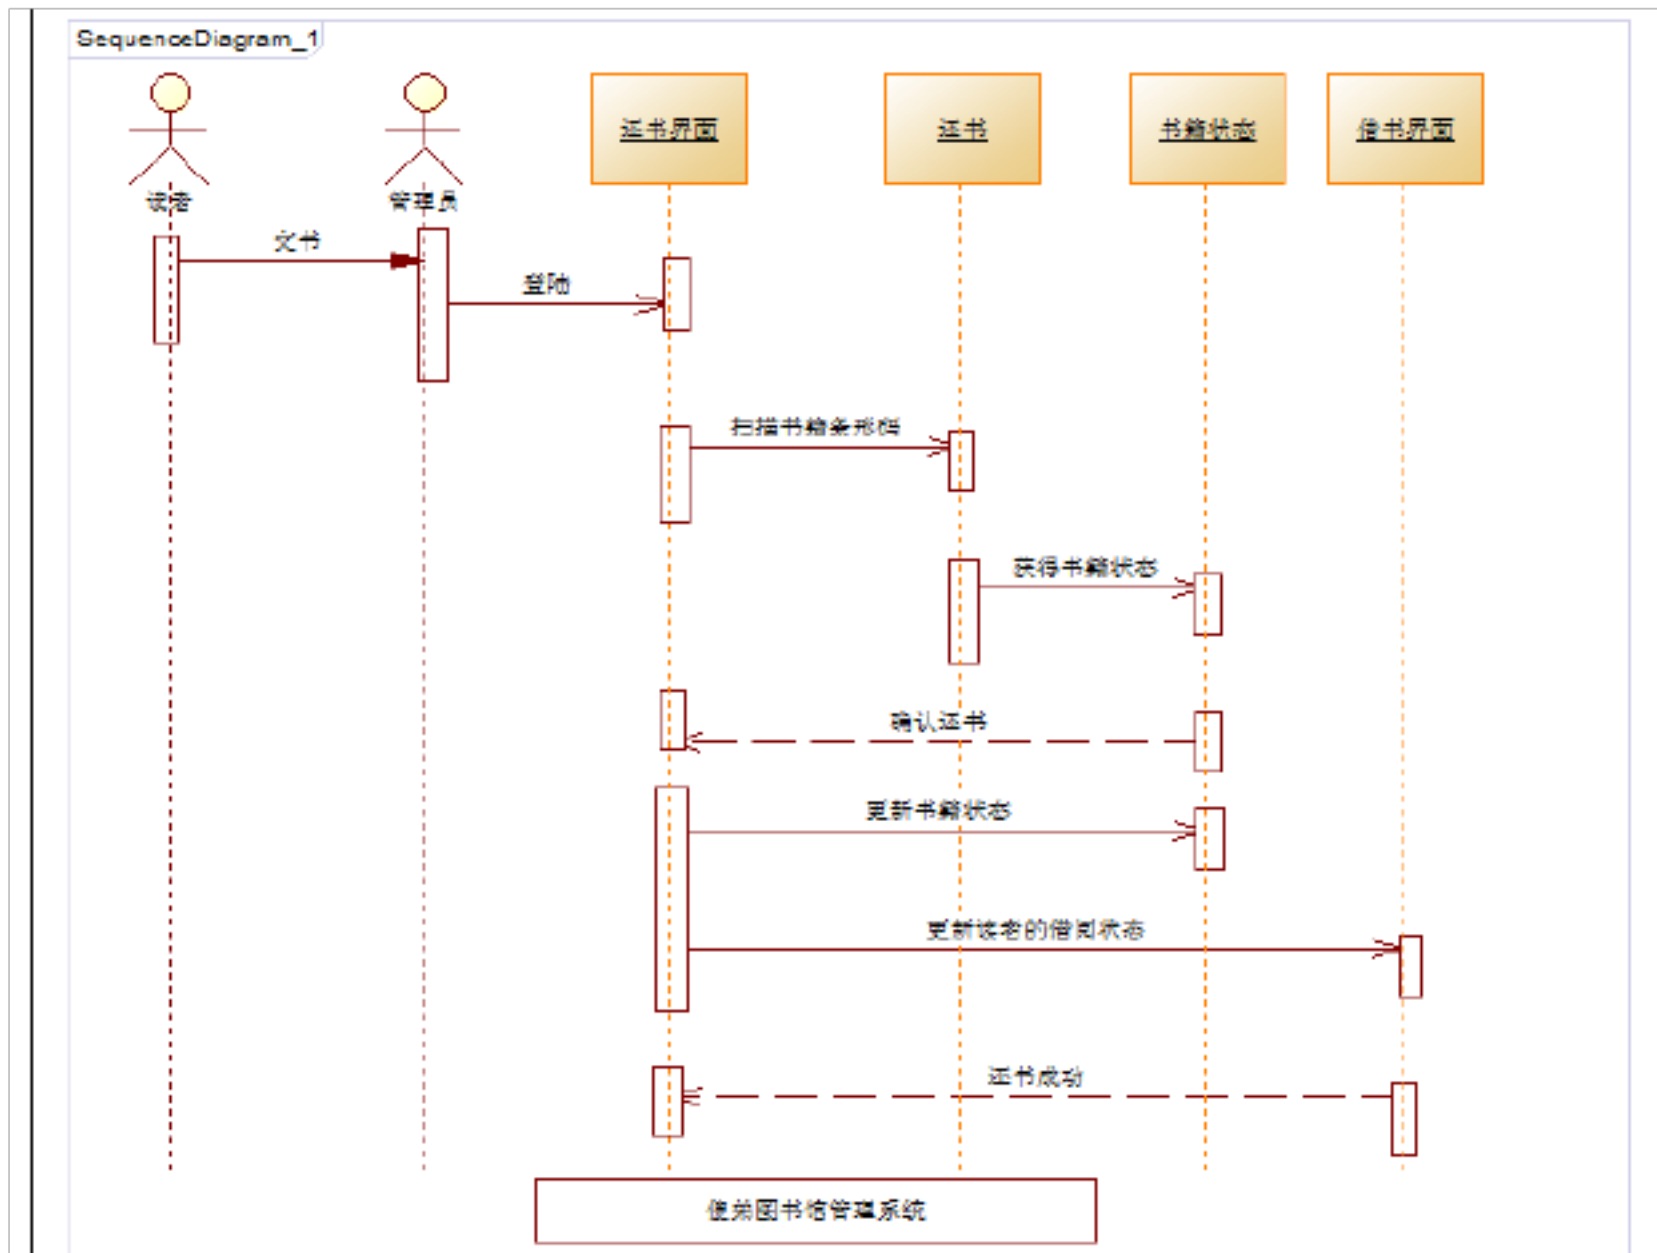 SequenceDiagram_1
还书界面
还书
书籍状态
借书界面
读者
管理员
交书
登陆
扫描书籍条形码
获得书籍状态
确认还书
更新书籍状态
更新读者的借阅状态
还书成功
图书馆管理系统